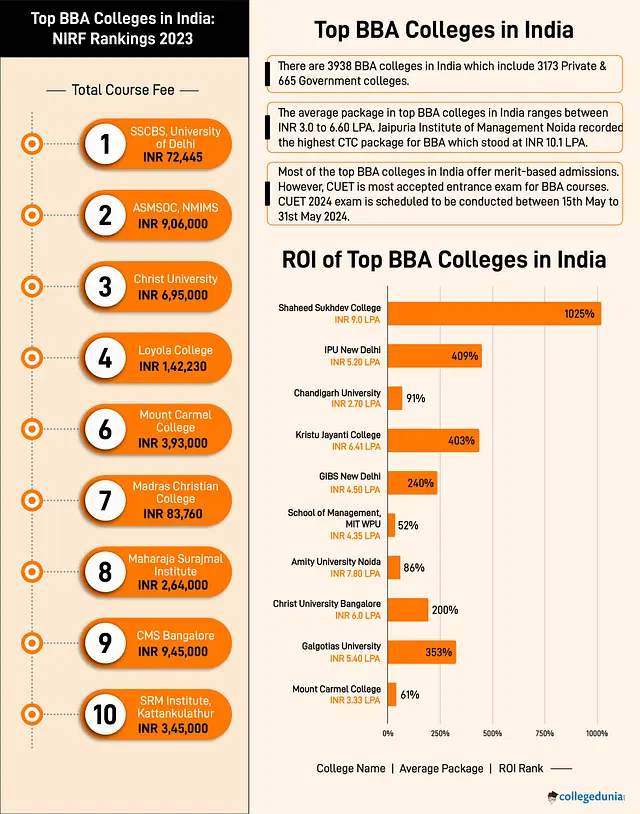 Top BBA Colleges in India:
NIRF Rankings 2023
Total Course Fee
1
SSCBS, University
of Delhi
INR 72,445
2
ASMSOC, NMIMS
INR 9,06,000
3
Christ University
INR 6,95,000
4
Loyola College
INR 1,42,230
6
Mount Carmel
College
INR 3,93,000
7
Madras Christian
College
INR 83,760
8
Maharaja Surajmal
Institute
INR 2,64,000
9
CMS Bangalore
INR 9,45,000
10
SRM Institute,
Kattankulathur
INR 3,45,000
Top BBA Colleges in India
There are 3938 BBA colleges in India which include 3173 Private &
665 Government colleges.
The average package in top BBA colleges in India ranges between
INR 3.0 to 6.60 LPA. Jaipuria Institute of Management Noida recorded
the highest CTC package for BBA which stood at INR 10.1 LPA.
Most of the top BBA colleges in India offer merit-based admissions.
However, CUET is most accepted entrance exam for BBA courses.
CUET 2024 exam is scheduled to be conducted between 15th May to
31st May 2024.
ROI of Top BBA Colleges in India
Shaheed Sukhdev College
INR 9.0 LPA
1025%
IPU New Delhi
INR 5.20 LPA
409%
Chandigarh University
INR 2.70 LPA
91%
Kristu Jayanti College
INR 6.41 LPA
403%
GIBS New Delhi
INR 4.50 LPA
240%
School of Management,
MIT WPU
INR 4.35 LPA
52%
Amity University Noida
INR 7.80 LPA
86%
Christ University Bangalore
INR 6.0 LPA
200%
Galgotias University
INR 5.40 LPA
353%
Mount Carmel College
INR 3.33 LPA
61%
0% 250% 500% 750% 1000%
College Name | Average Package | ROI Rank
collegedunia